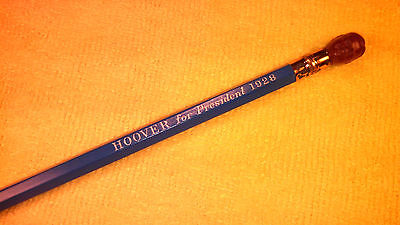 HOOVER for President 1928